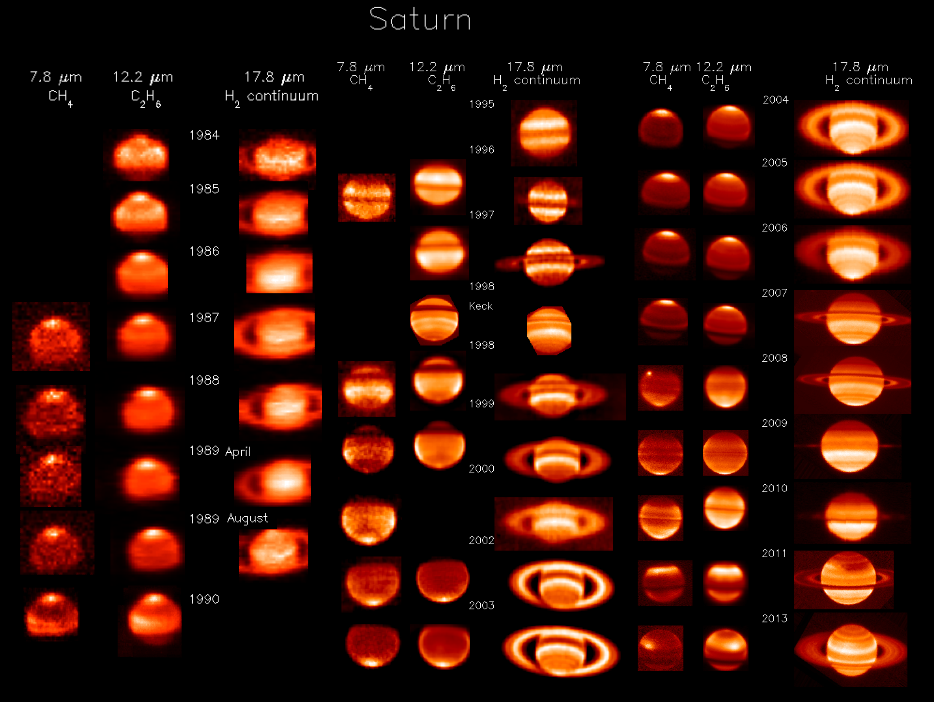 Saturn
7.8 μm
CH4
12.2 μm
C2H6
17.8 μm
H2 continuum
1984
1985
1986
1987
1988
1989 April
1989 August
1990
7.8 μm
CH4
12.2 μm
C2H6
17.8 μm
H2 continuum
1995
1996
1997
1998
Keck
1998
1999
2000
2002
2003
7.8 μm
CH4
12.2 μm
C2H6
17.8 μm
H2 continuum
2004
2005
2006
2007
2008
2009
2010
2011
2013